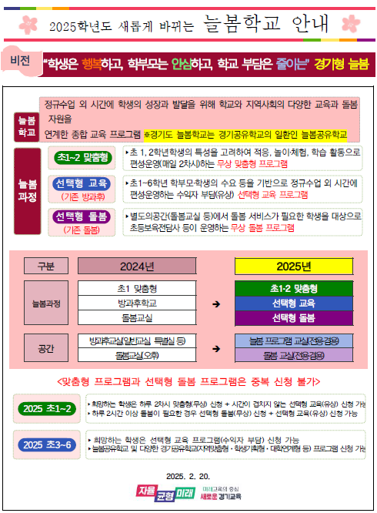 2025학년도 새롭게 바뀌는 늘봄학교 안내
비전
"학생은 행복하고, 학부모는 안심하고, 학교 부담은 줄이는" 경기형 늘봄
늘봄
학교
정규수업 외 시간에 학생의 성장과 발달을 위해 학교와 지역사회의 다양한 교육과 돌봄
자원을
연계한 종합 교육 프로그램 ※경기도 늘봄학교는 경기공유학교의 일환인 늘봄공유학교
늘봄
과정
초1~2 맞춤형
▸초 1, 2학년학생의 특성을 고려하여 적응, 놀이·체험, 학습 활동으로
편성운영(매일 2차시)하는 무상 맞춤형 프로그램
선택형 교육
(기존 방과후)
▸초1~6학년 학부모·학생의 수요 등을 기반으로 정규수업 외 시간에
편성운영하는 수익자 부담(유상) 선택형 교육 프로그램
선택형 돌봄
(기존 돌봄)
▸별도의공간(돌봄교실 등)에서 돌봄 서비스가 필요한 학생을 대상으로
초등보육전담사 등이 운영하는 무상 돌봄 프로그램
구분
2024년
2025년
늘봄과정
초1 맞춤형
방과후학교
돌봄교실
➔
초1-2 맞춤형
선택형 교육
선택형 돌봄
공간
방과후교실(일반교실, 특별실 등)
돌봄교실(오후)
➔
늘봄 프로그램 교실(전용·겸용)
늘봄 교실(전용·겸용)
<맞춤형 프로그램과 선택형 돌봄 프로그램은 중복 신청 불가>
2025 초1~2
▸희망하는 학생은 하루 2차시 맞춤형(무상) 신청 + 시간이 겹치지 않는 선택형 교육(유상) 신청 가능
▸하루 2시간 이상 돌봄이 필요한 경우 선택형 돌봄(무상) 신청 + 선택형 교육(유상) 신청 가능
2025 초3~6
▸희망하는 학생은 선택형 교육 프로그램(수익자 부담) 신청 가능
▸늘봄공유학교 및 다양한 경기공유학교(지역맞춤형·학생기획형·대학연계형 등) 프로그램 신청 가능
2025. 2. 20.
자율
균형
미래
미래교육의 중심
새로운 경기교육